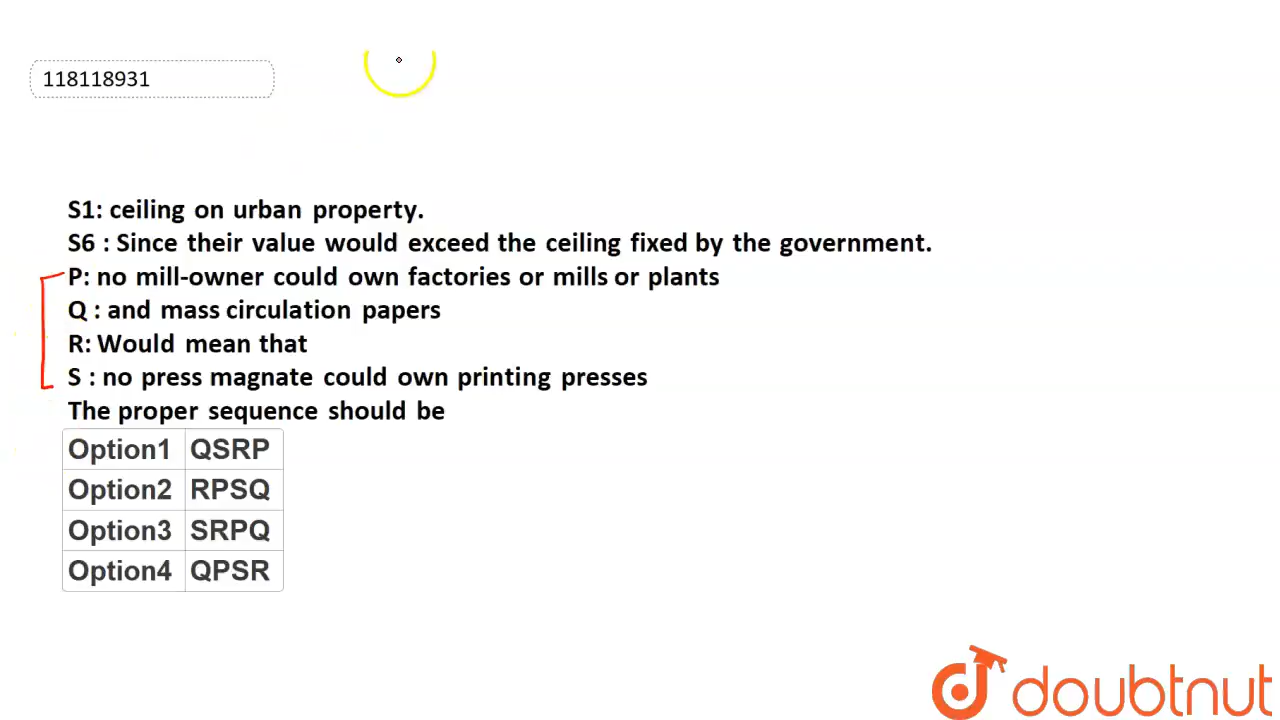 118118931
S1: ceiling on urban property.
S6 : Since their value would exceed the ceiling fixed by the government.
P: no mill-owner could own factories or mills or plants
Q : and mass circulation papers
R: Would mean that
S : no press magnate could own printing presses
The proper sequence should be
Option1 QSRP
Option2 RPSQ
Option3 SRPQ
Option4 QPSR
doubtnut